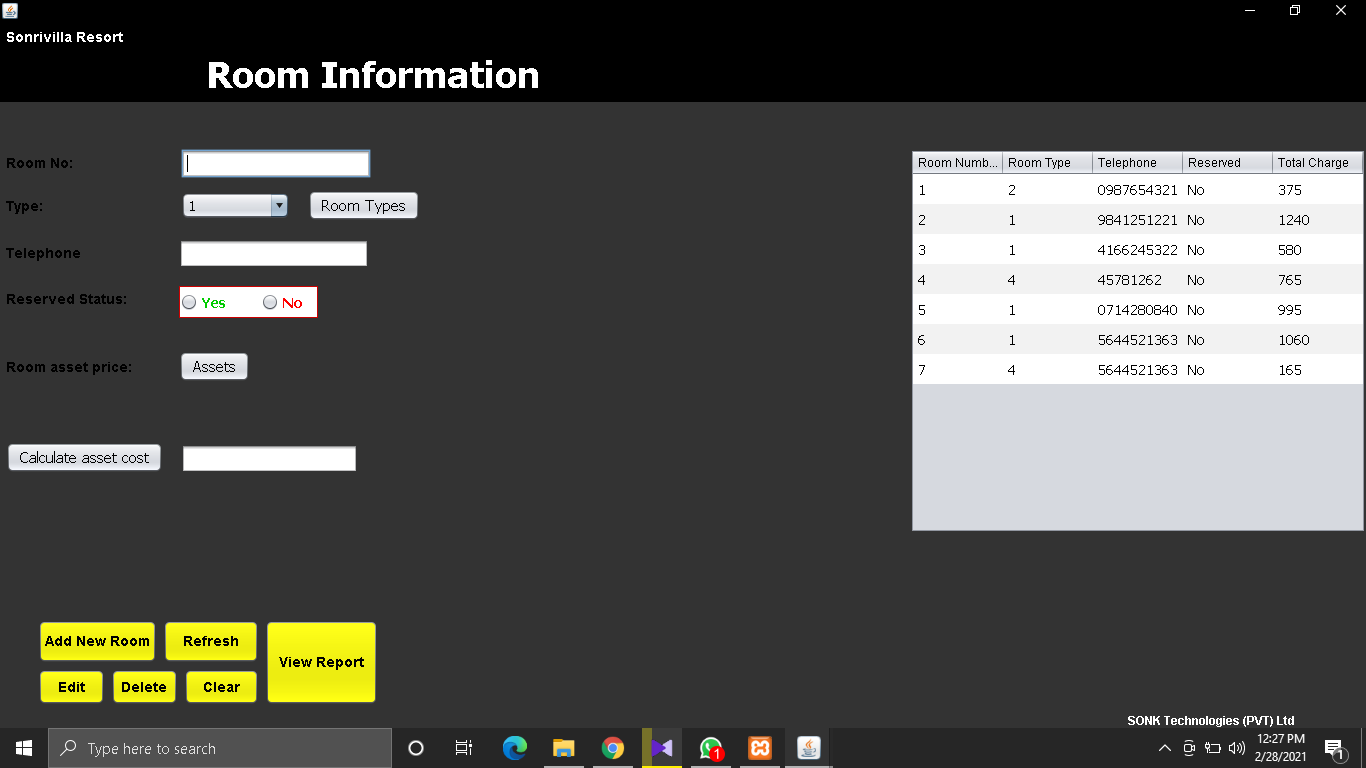 Sonrivilla Resort
Room Information
Room No:
Type: 1 Room Types
Telephone
Reserved Status: Yes No
Room asset price: Assets
Calculate asset cost
Room Numb... Room Type Telephone Reserved Total Charge
1 2 0987654321 No 375
2 1 9841251221 No 1240
3 1 4166245322 No 580
4 4 45781262 No 765
5 1 0714280840 No 995
6 1 5644521363 No 1060
7 4 5644521363 No 165
Add New Room Refresh View Report
Edit Delete Clear
SONK Technologies (PVT) Ltd
Type here to search
1
12:27 PM
2/28/2021
1